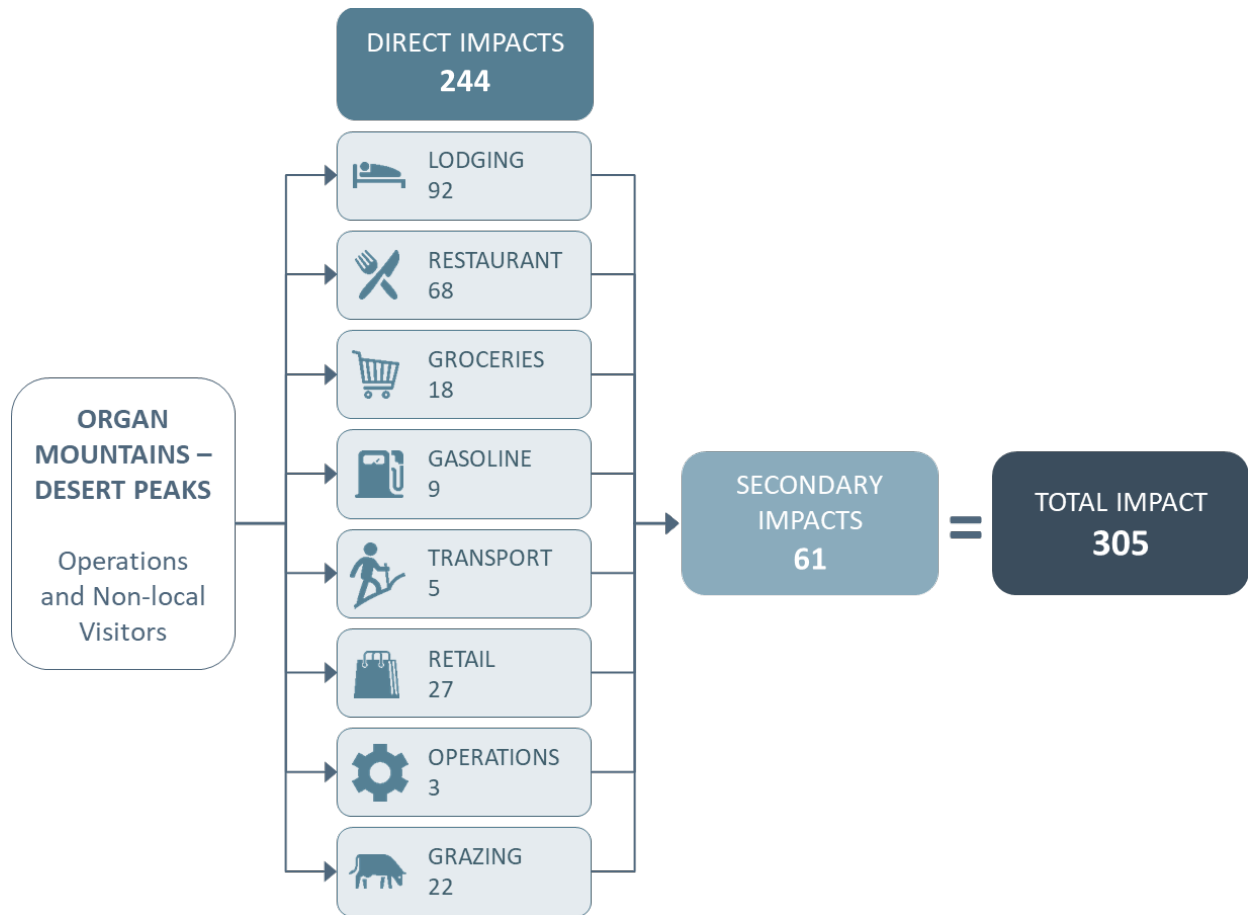 DIRECT IMPACTS
244
LODGING
92
RESTAURANT
68
GROCERIES
18
GASOLINE
9
TRANSPORT
5
RETAIL
27
OPERATIONS
3
GRAZING
22
ORGAN
MOUNTAINS –
DESERT PEAKS
Operations
and Non-local
Visitors
SECONDARY
IMPACTS
61
=
TOTAL IMPACT
305